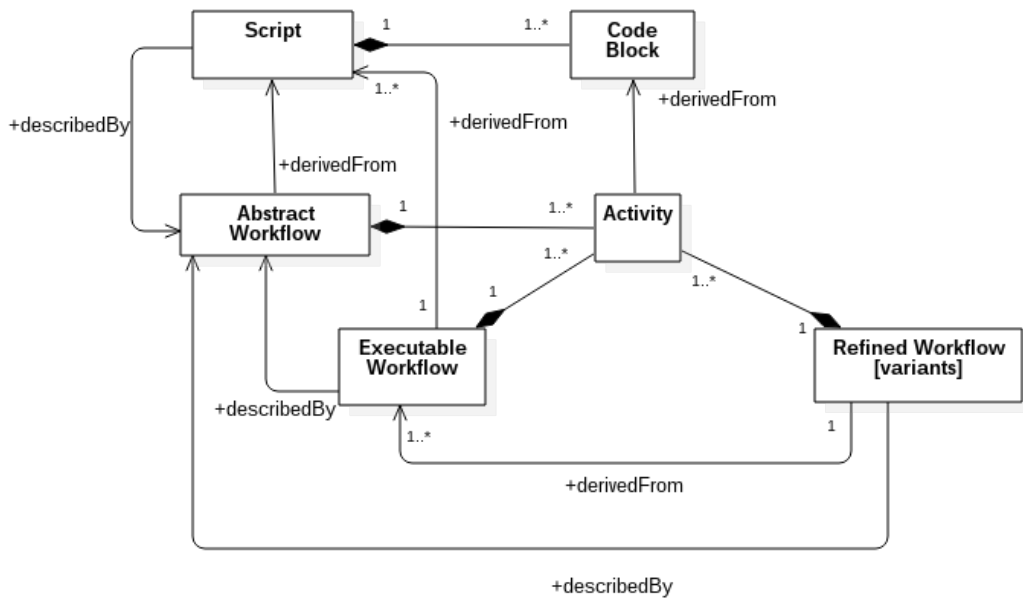 Script
1
1..*
Code
Block
1..*
+derivedFrom
+derivedFrom
+describedBy
+derivedFrom
Abstract
Workflow
1
1..*
Activity
1..*
1..*
1
1
1
Executable
Workflow
Refined Workflow
[variants]
+describedBy
1..*
1
+derivedFrom
+describedBy